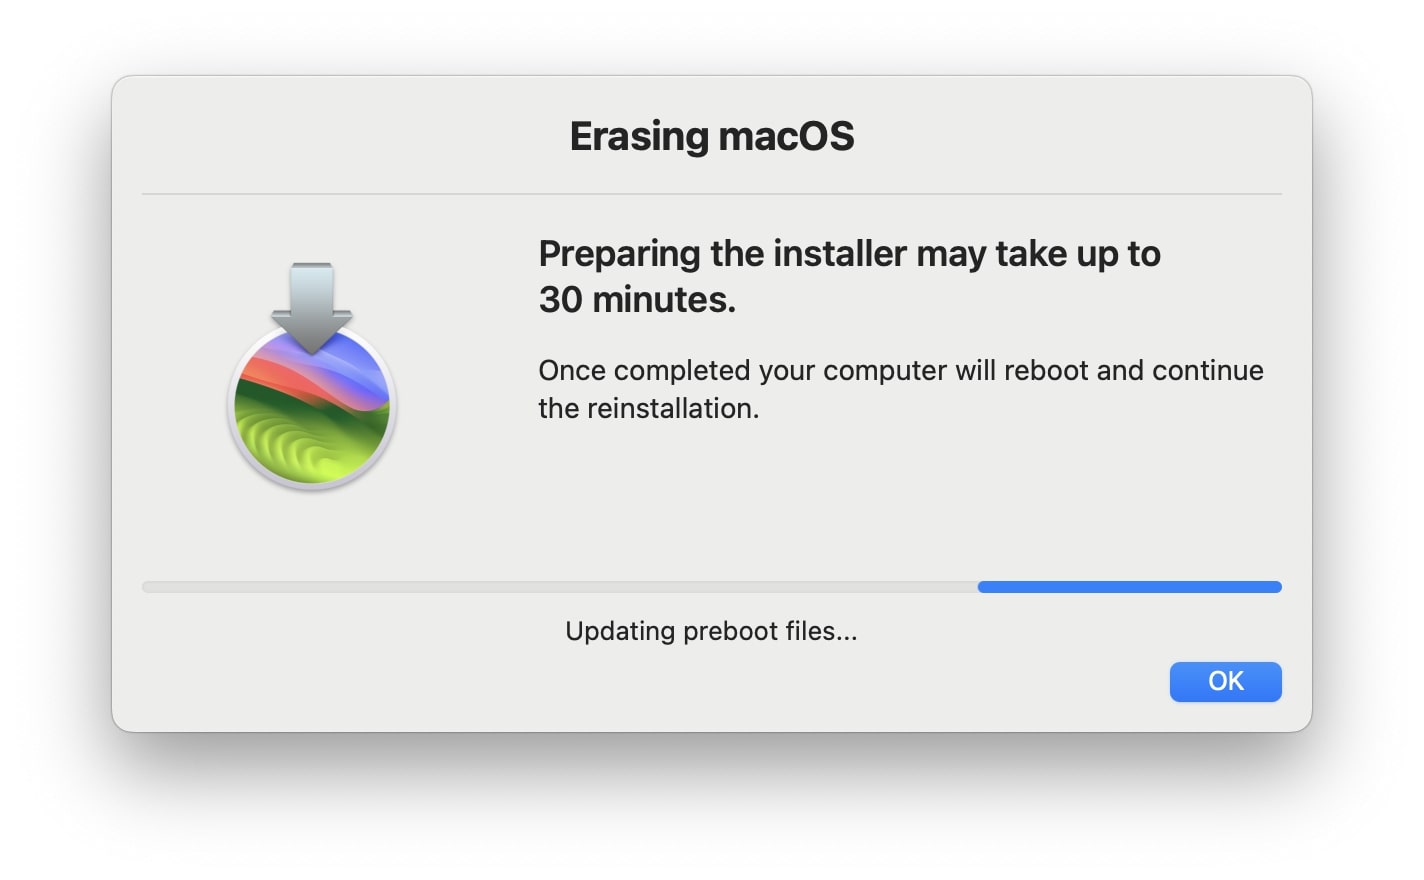 Erasing macOS
Preparing the installer may take up to
30 minutes.
Once completed your computer will reboot and continue
the reinstallation.
Updating preboot files...
OK